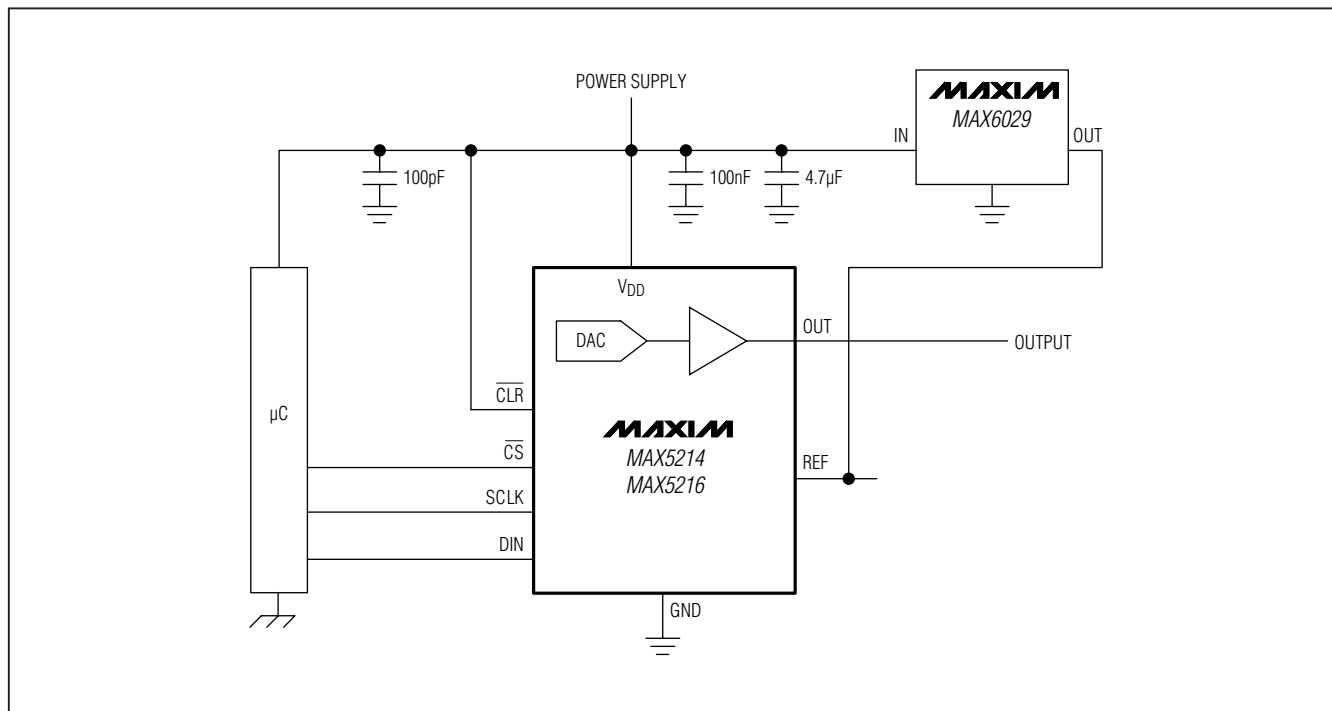 POWER SUPPLY
MAXIM
MAX6029
IN
OUT
100pF
100nF
4.7µF
VDD
DAC
OUT
OUTPUT
CLR
µC
MAXIM
CS
MAX5214
REF
MAX5216
SCLK
DIN
GND